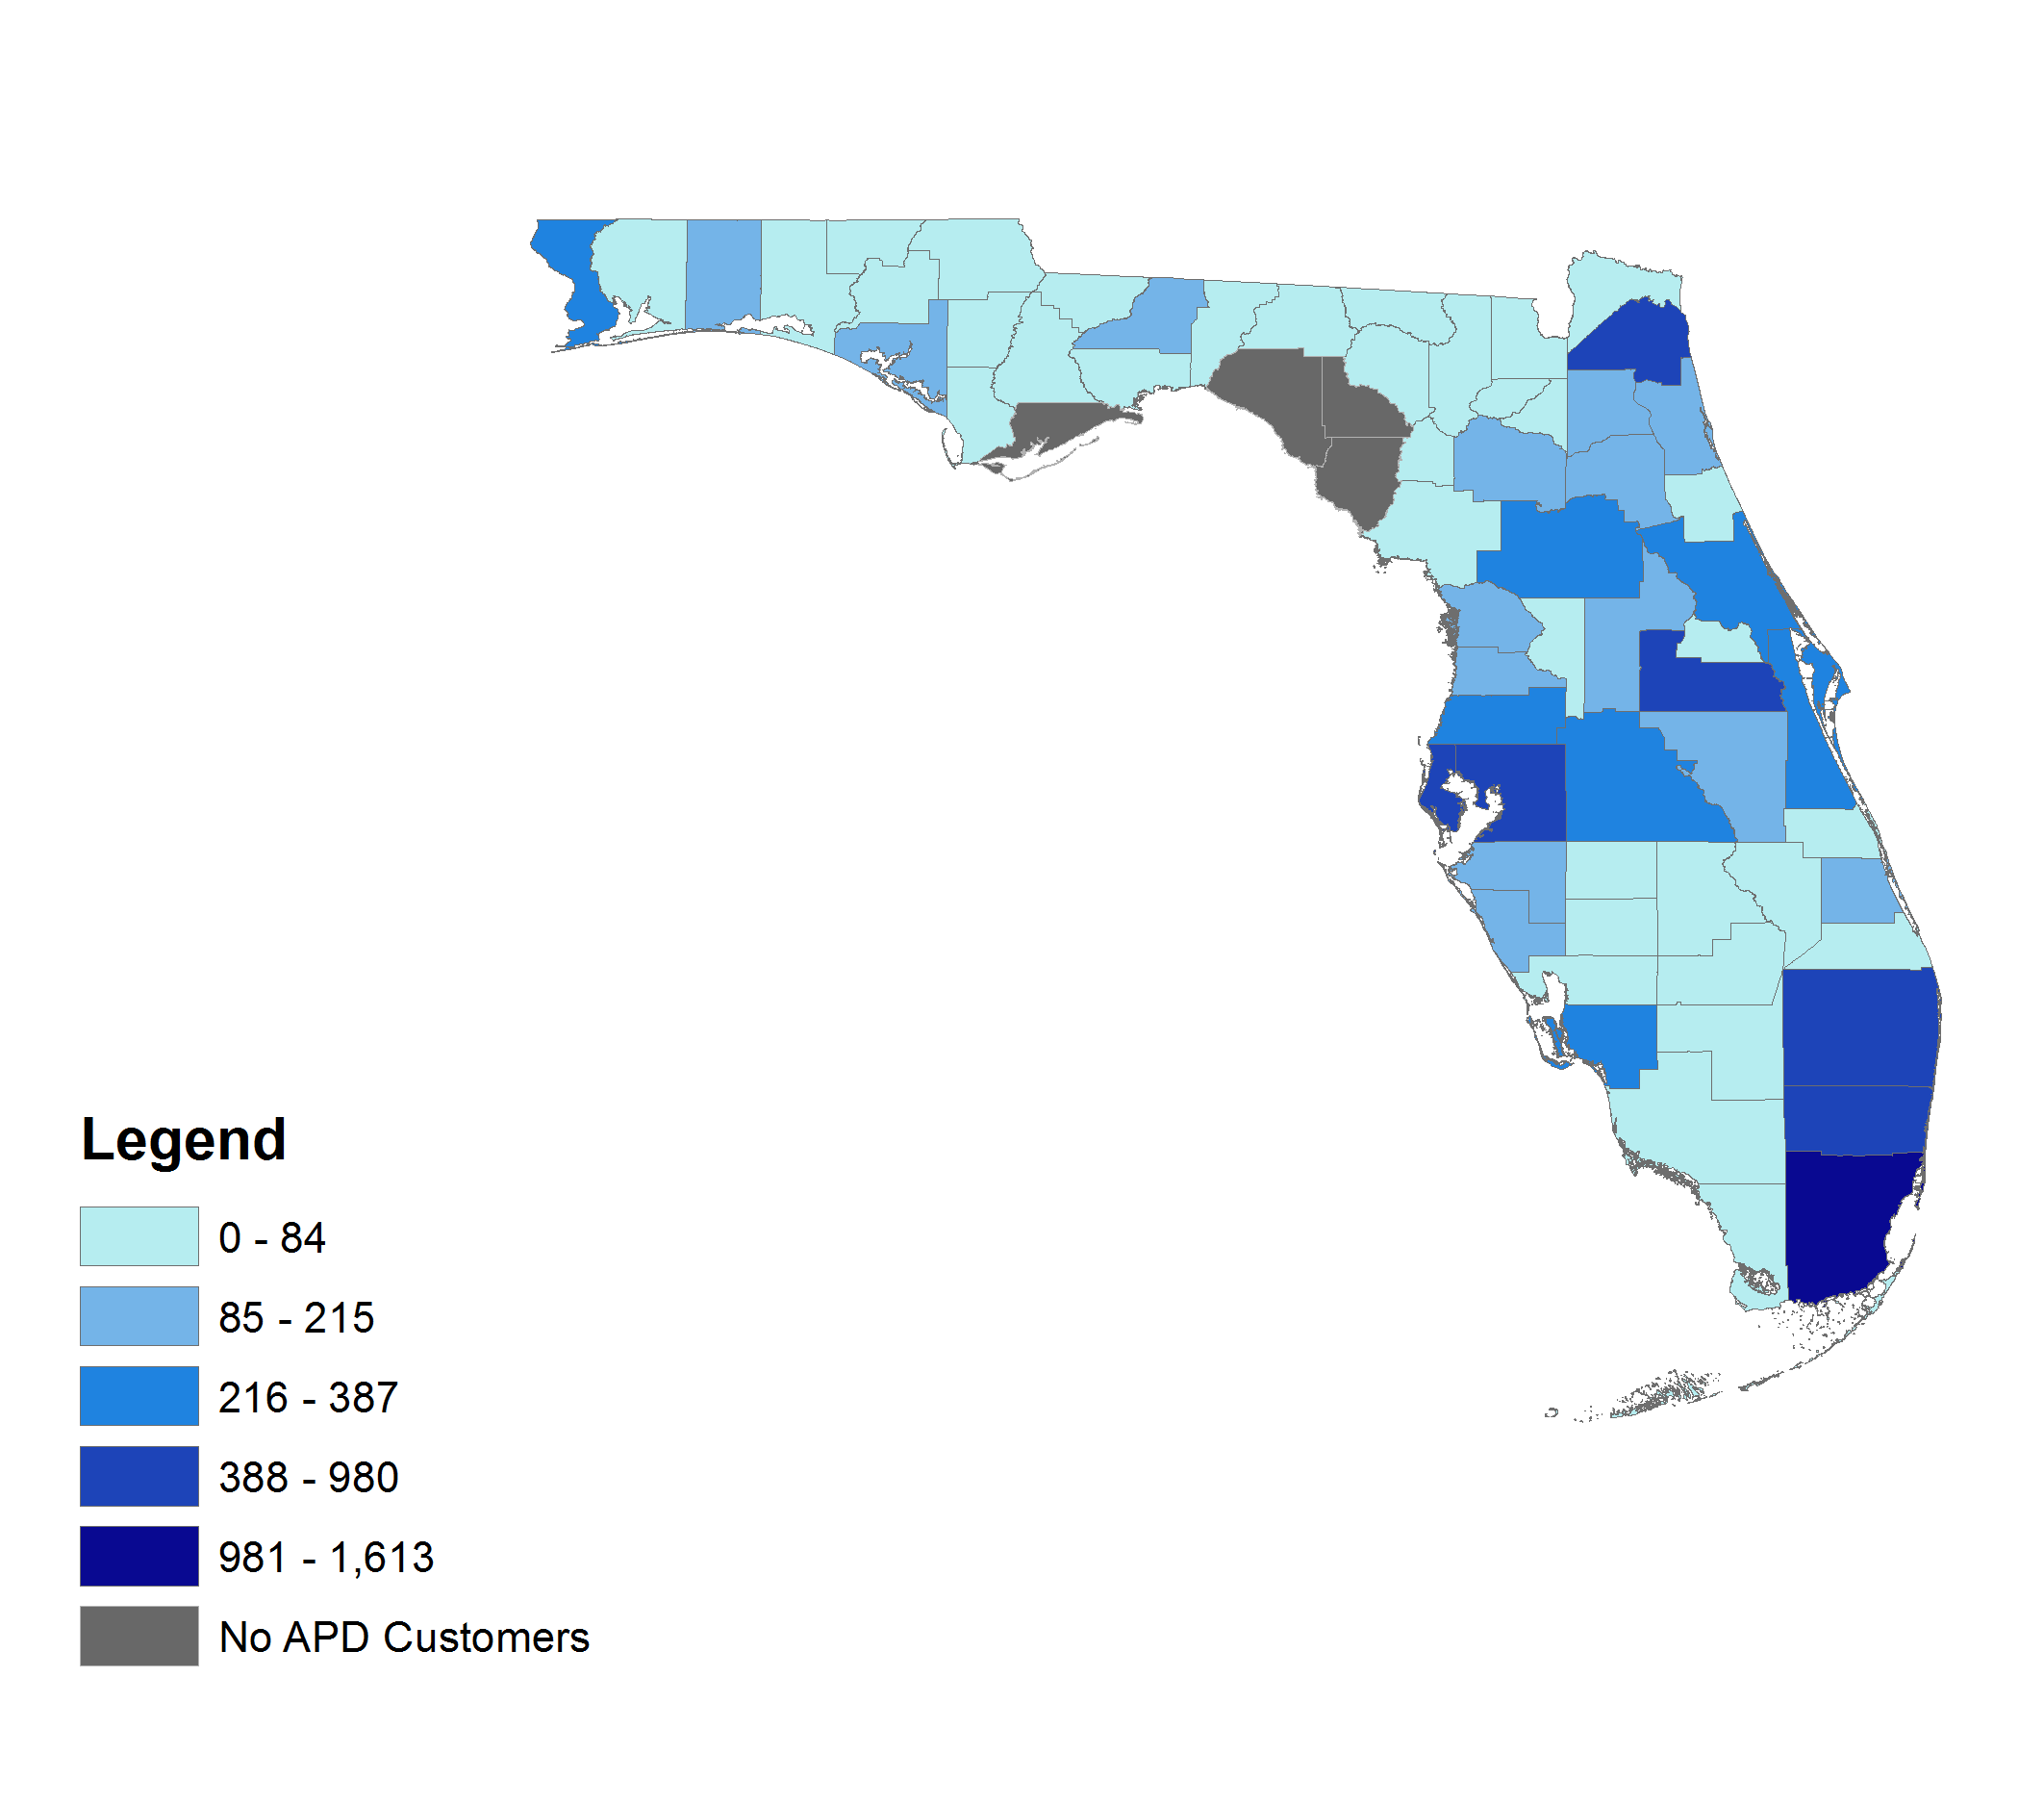 Legend
0 - 84
85 - 215
216 - 387
388 - 980
981 - 1,613
No APD Customers